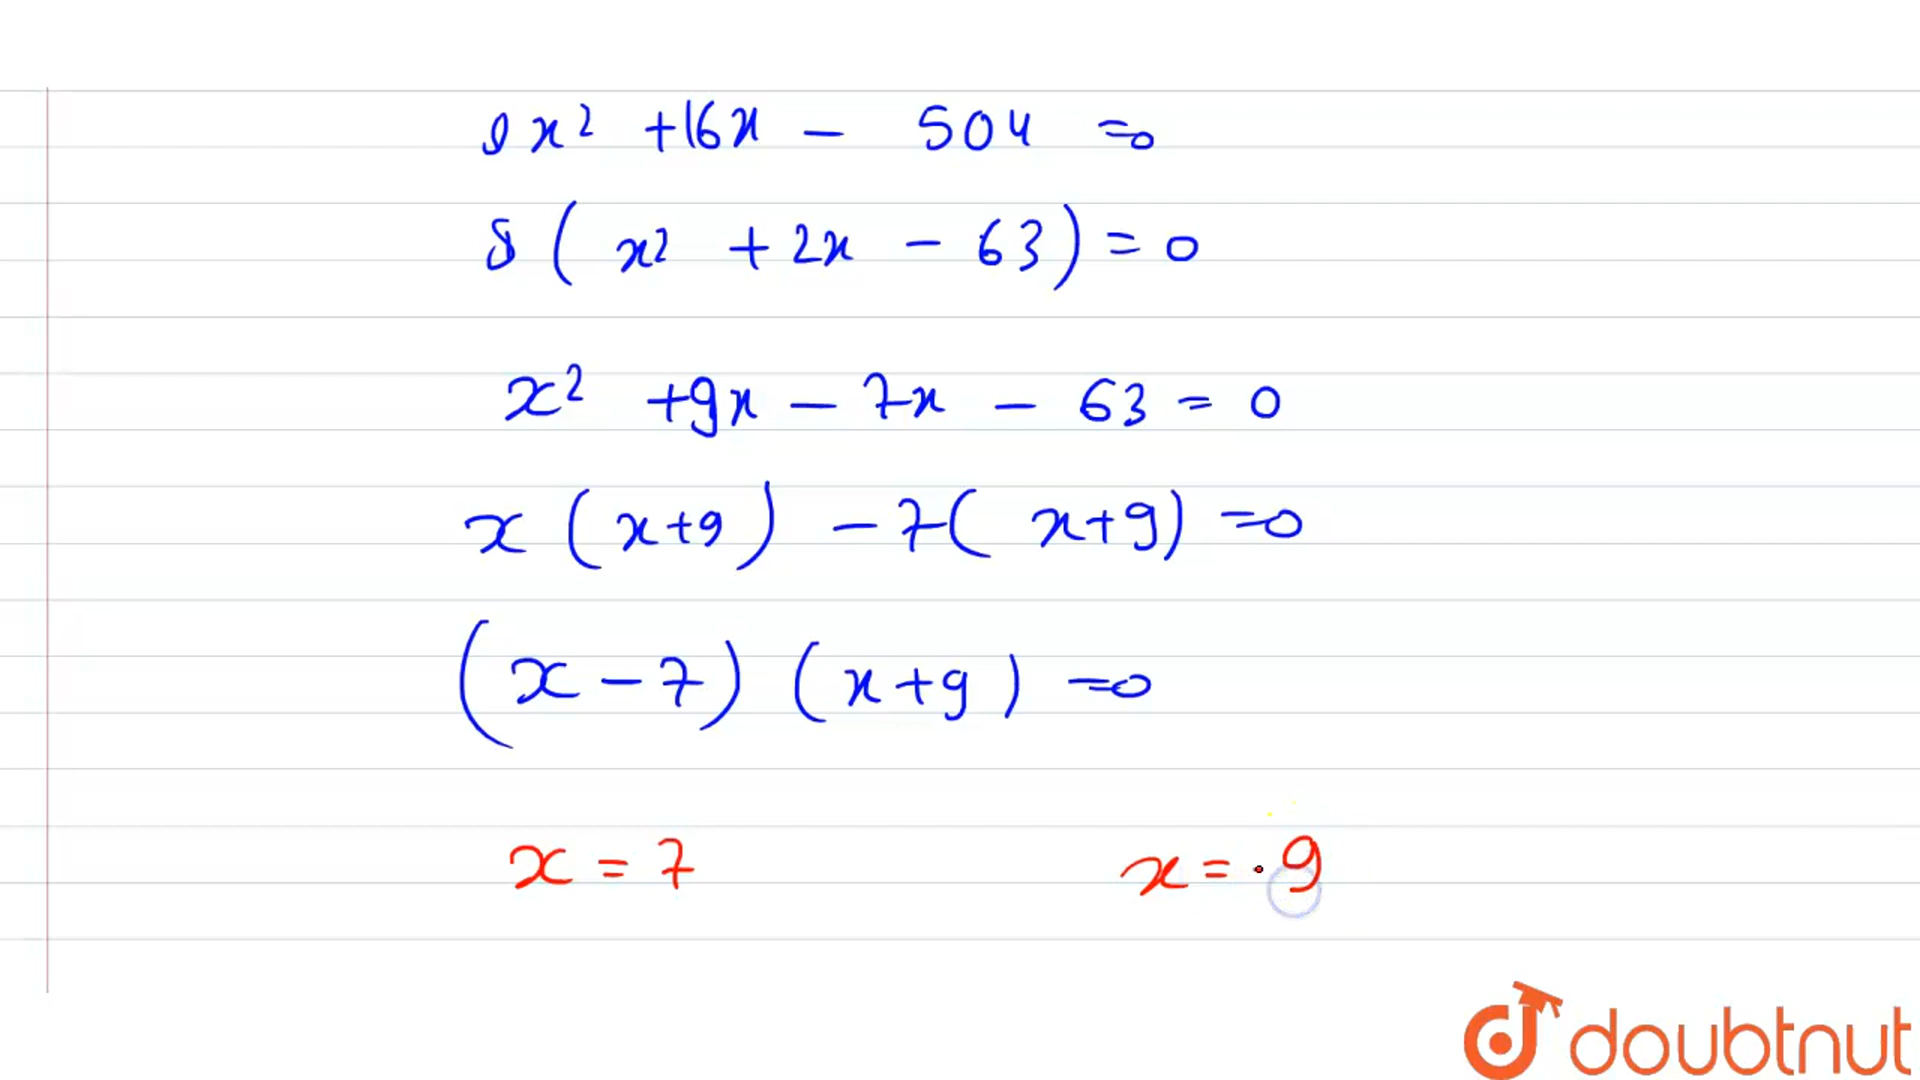 8x² +16x - 504 =0
8 ( x² + 2x - 63 ) = 0
x² +9x - 7x - 63 = 0
x (x+9) - 7( x+9) =0
(x - 7) (x+9) =0
x = 7 x = · 9
doubtnut